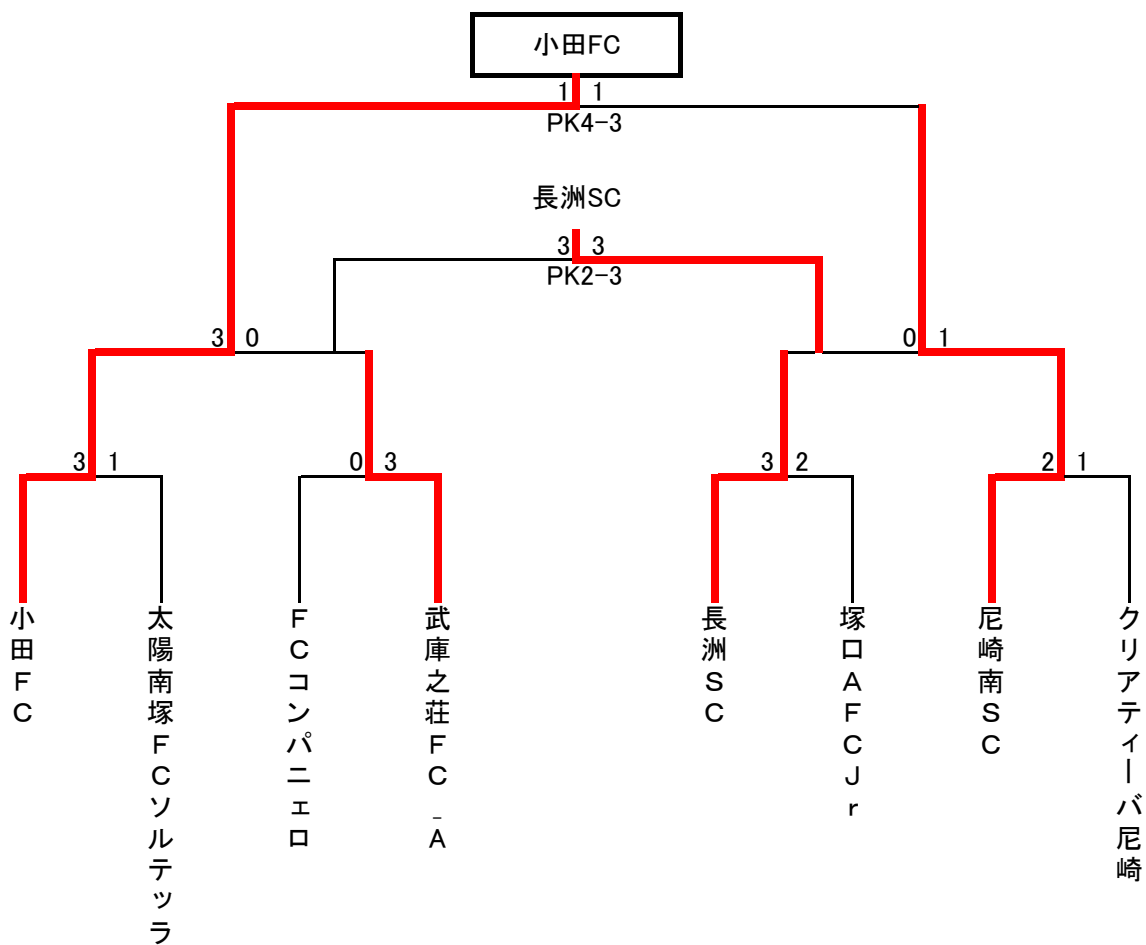 小田FC
1 1
PK4-3
長洲SC
3 3
PK2-3
3 0
0 1
3 1
0 3
3 2
2 1
小田FC
太陽南塚FCソルテッラ
FCコンパニェロ
武庫之荘FC_A
長洲SC
塚口AFCJr
尼崎南SC
クリアティーバ尼崎